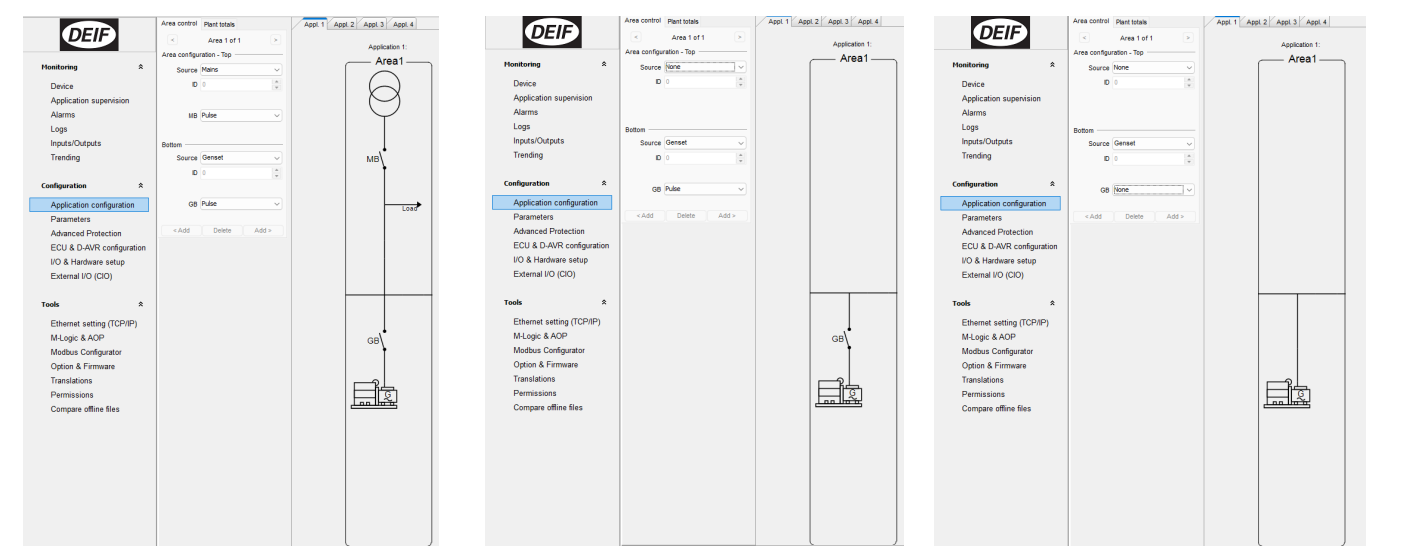 DEIF
Monitoring
Device
Application supervision
Alarms
Logs
Inputs/Outputs
Trending
Configuration
Application configuration
Parameters
Advanced Protection
ECU & D-AVR configuration
I/O & Hardware setup
External I/O (CIO)
Tools
Ethernet setting (TCP/IP)
M-Logic & AOP
Modbus Configurator
Option & Firmware
Translations
Permissions
Compare offline files
Area control Plant totals
< Area 1 of 1 >
Area configuration - Top
Source Mains
ID 0
MB Pulse
Bottom
Source Genset
ID 0
GB Pulse
< Add Delete Add >
Appl. 1 Appl. 2 Appl. 3 Appl. 4
Application 1:
Area1
MB
Load
GB
G
DEIF
Monitoring
Device
Application supervision
Alarms
Logs
Inputs/Outputs
Trending
Configuration
Application configuration
Parameters
Advanced Protection
ECU & D-AVR configuration
I/O & Hardware setup
External I/O (CIO)
Tools
Ethernet setting (TCP/IP)
M-Logic & AOP
Modbus Configurator
Option & Firmware
Translations
Permissions
Compare offline files
Area control Plant totals
< Area 1 of 1 >
Area configuration - Top
Source None
ID 0
Bottom
Source Genset
ID 0
GB Pulse
< Add Delete Add >
Appl. 1 Appl. 2 Appl. 3 Appl. 4
Application 1:
Area1
GB
G
DEIF
Monitoring
Device
Application supervision
Alarms
Logs
Inputs/Outputs
Trending
Configuration
Application configuration
Parameters
Advanced Protection
ECU & D-AVR configuration
I/O & Hardware setup
External I/O (CIO)
Tools
Ethernet setting (TCP/IP)
M-Logic & AOP
Modbus Configurator
Option & Firmware
Translations
Permissions
Compare offline files
Area control Plant totals
< Area 1 of 1 >
Area configuration - Top
Source None
ID 0
Bottom
Source Genset
ID 0
GB None
< Add Delete Add >
Appl. 1 Appl. 2 Appl. 3 Appl. 4
Application 1:
Area1
G